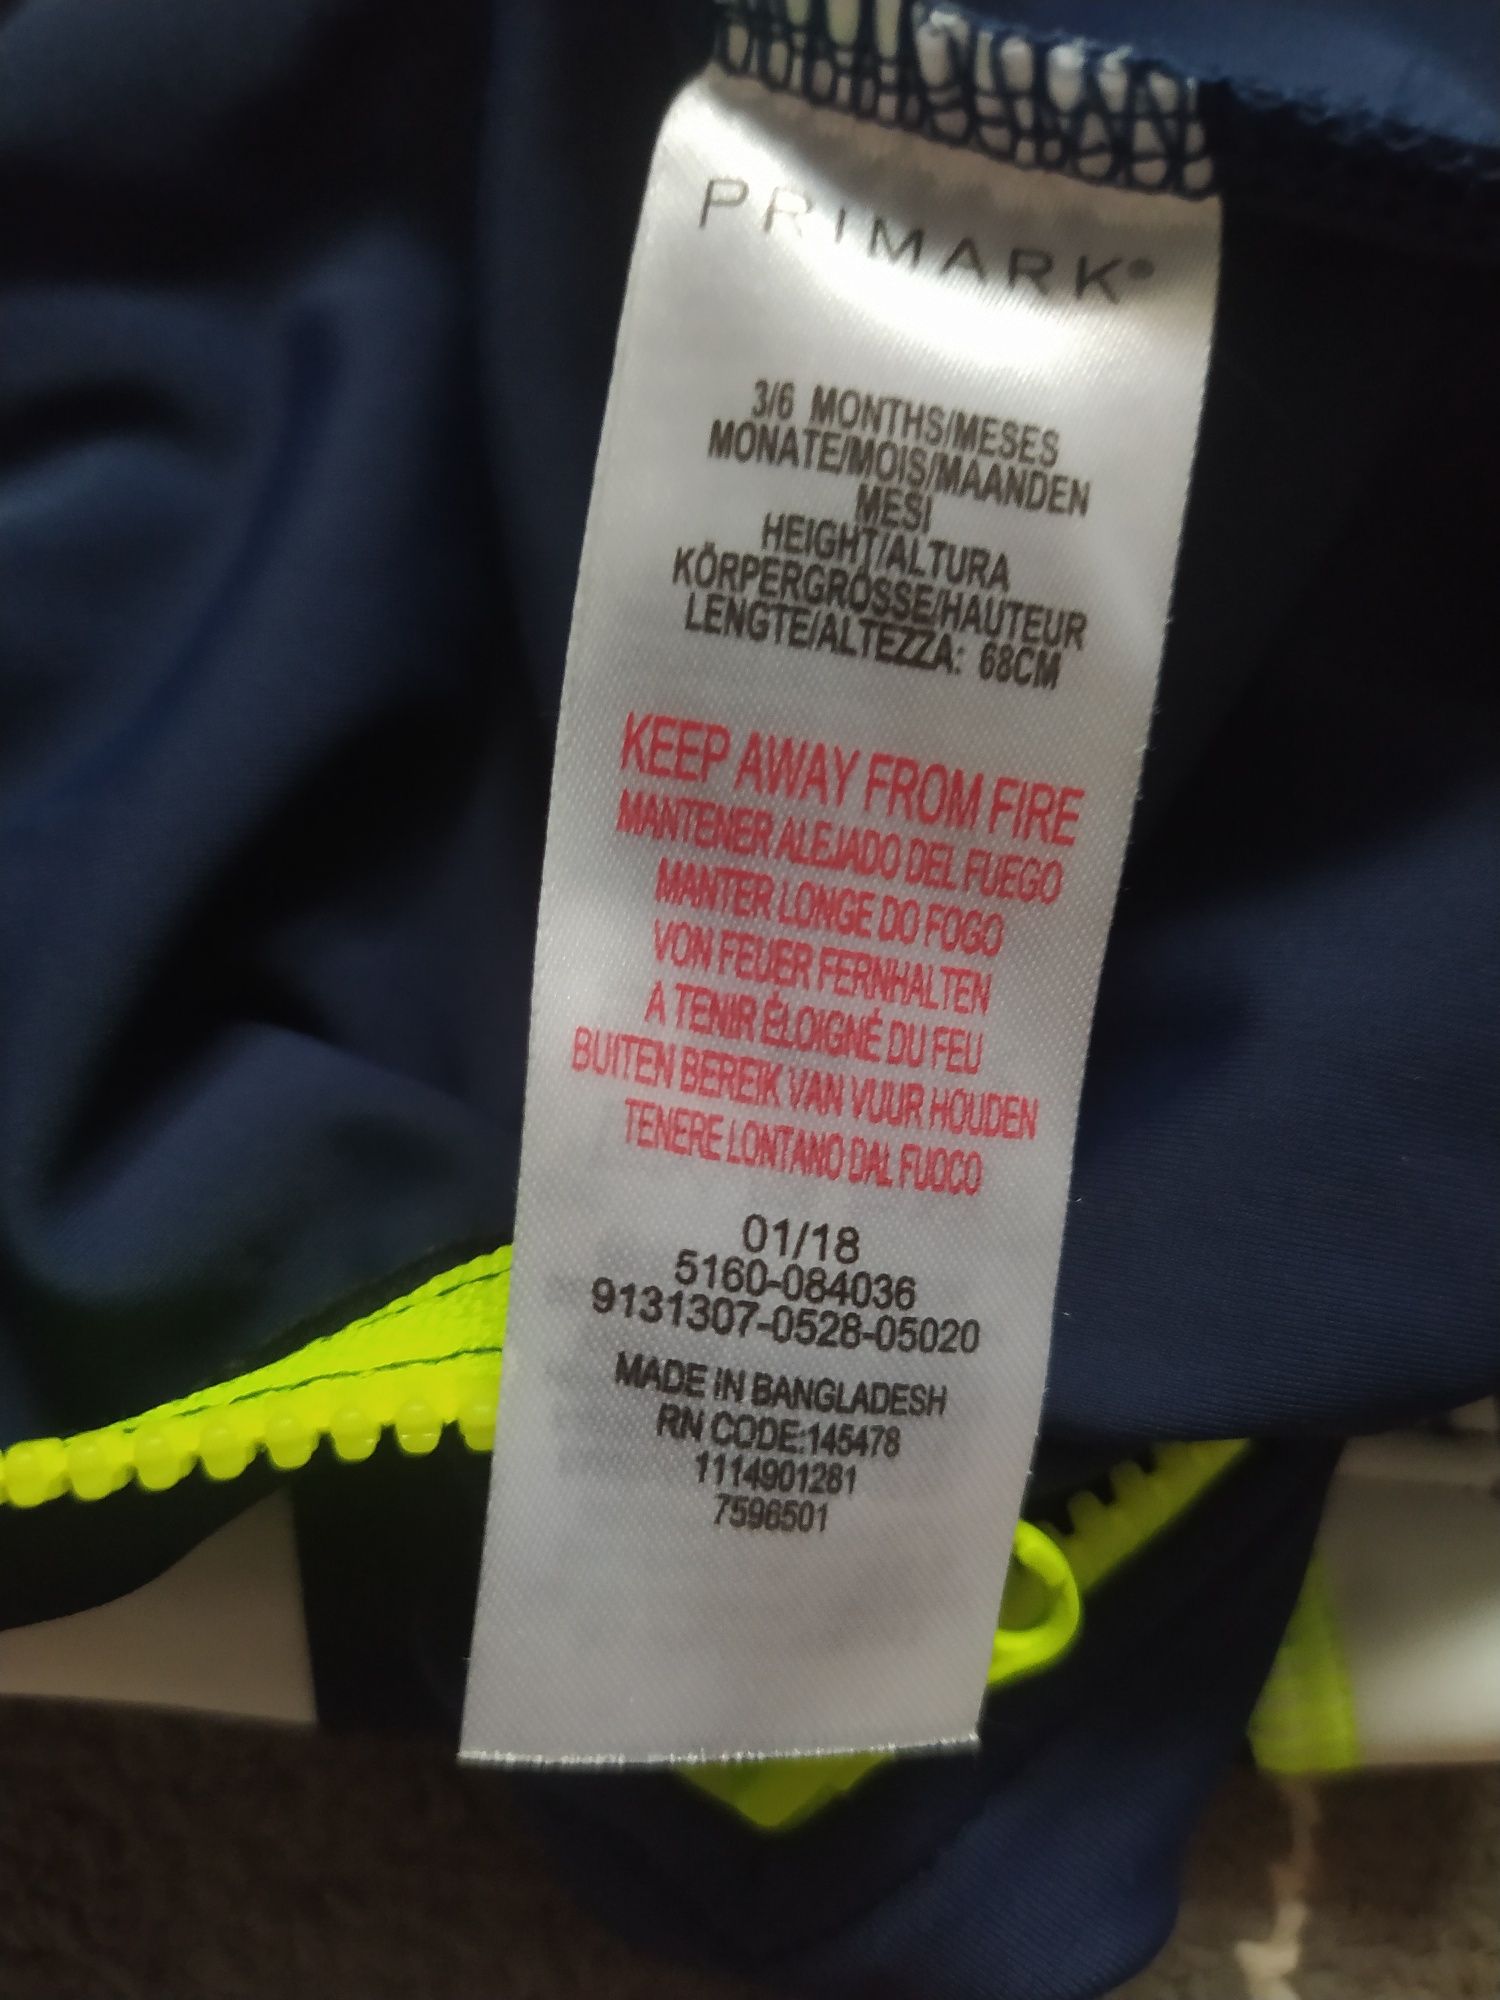 PRIMARK®
3/6 MONTHS/MESES
MONATE/MOIS/MAANDEN
MESI
HEIGHT/ALTURA
KÖRPERGRÖSSE/HAUTEUR
LENGTE/ALTEZZA: 68CM
KEEP AWAY FROM FIRE
MANTENER ALEJADO DEL FUEGO
MANTER LONGE DO FOGO
VON FEUER FERNHALTEN
A TENIR ÉLOIGNÉ DU FEU
BUITEN BEREIK VAN VUUR HOUDEN
TENERE LONTANO DAL FUOCO
01/18
5160-084036
9131307-0528-05020
MADE IN BANGLADESH
RN CODE:145478
1114901281
7596501